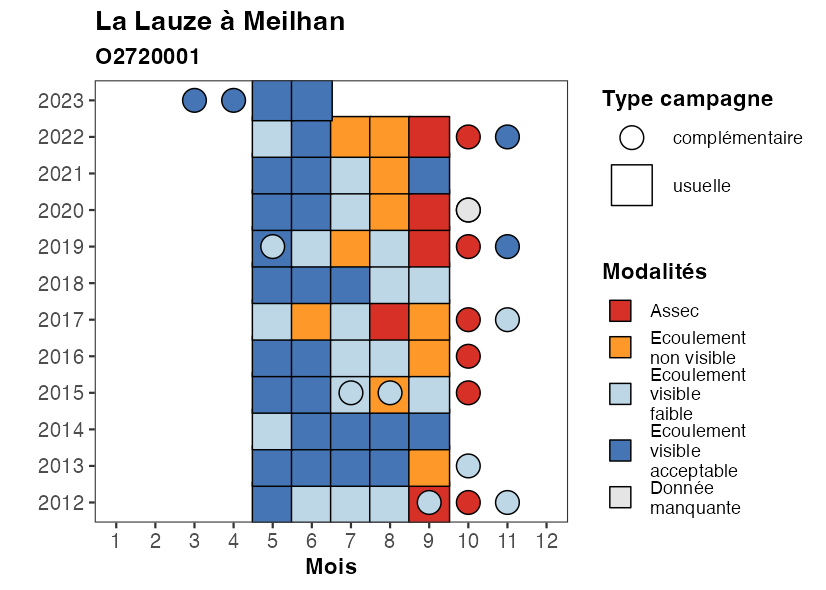 La Lauze à Meilhan
O2720001
2023
2022
2021
2020
2019
2018
2017
2016
2015
2014
2013
2012
1 2 3 4 5 6 7 8 9 10 11 12
Mois
Type campagne
complémentaire
usuelle
Modalités
Assec
Ecoulement
non visible
Ecoulement
visible
faible
Ecoulement
visible
acceptable
Donnée
manquante